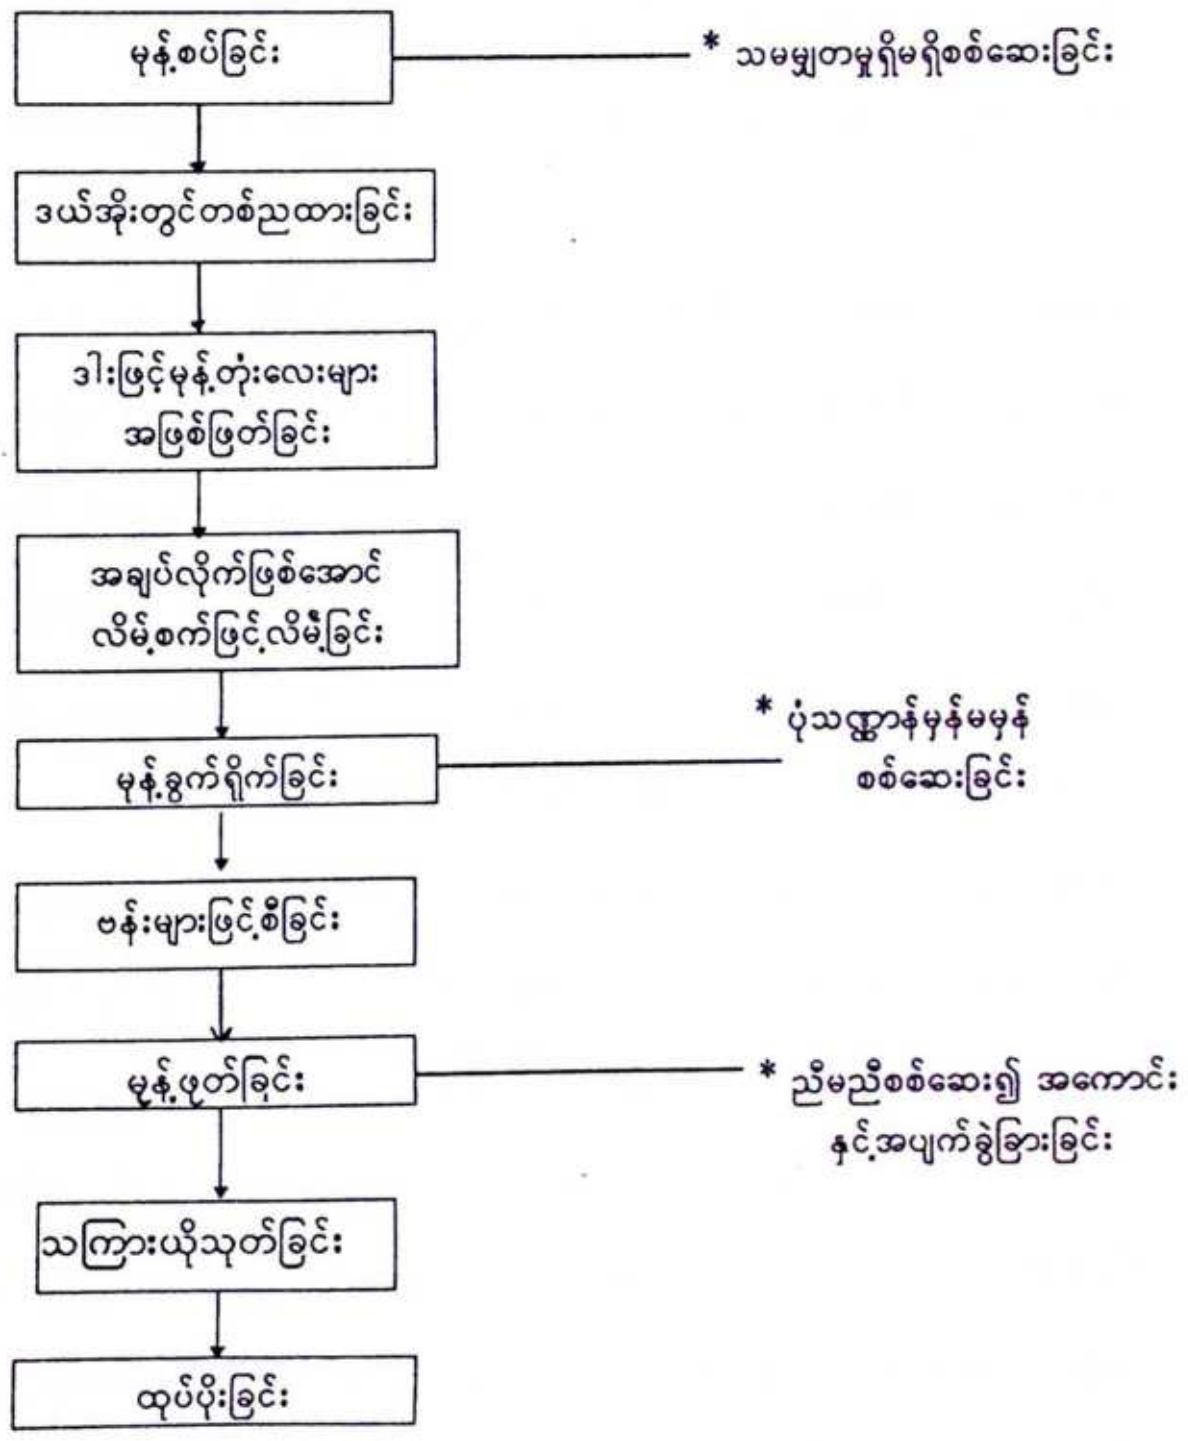 မုန့်စပ်ခြင်း
* သမမျှတမှုရှိမရှိစစ်ဆေးခြင်း
ဒယ်အိုးတွင်တစ်ညထားခြင်း
ဒါးဖြင့်မုန့်တုံးလေးများ
အဖြစ်ဖြတ်ခြင်း
အချပ်လိုက်ဖြစ်အောင်
လိမ့်စက်ဖြင့်လိမ့်ခြင်း
မုန့်ခွက်ရိုက်ခြင်း
* ပုံသဏ္ဍာန်မှန်မမှန်
စစ်ဆေးခြင်း
ဗန်းများဖြင့်စီခြင်း
မုန့်ဖုတ်ခြင်း
* ညီမညီစစ်ဆေး၍ အကောင်း
နှင့်အပျက်ခွဲခြားခြင်း
သကြားယိုသုတ်ခြင်း
ထုပ်ပိုးခြင်း